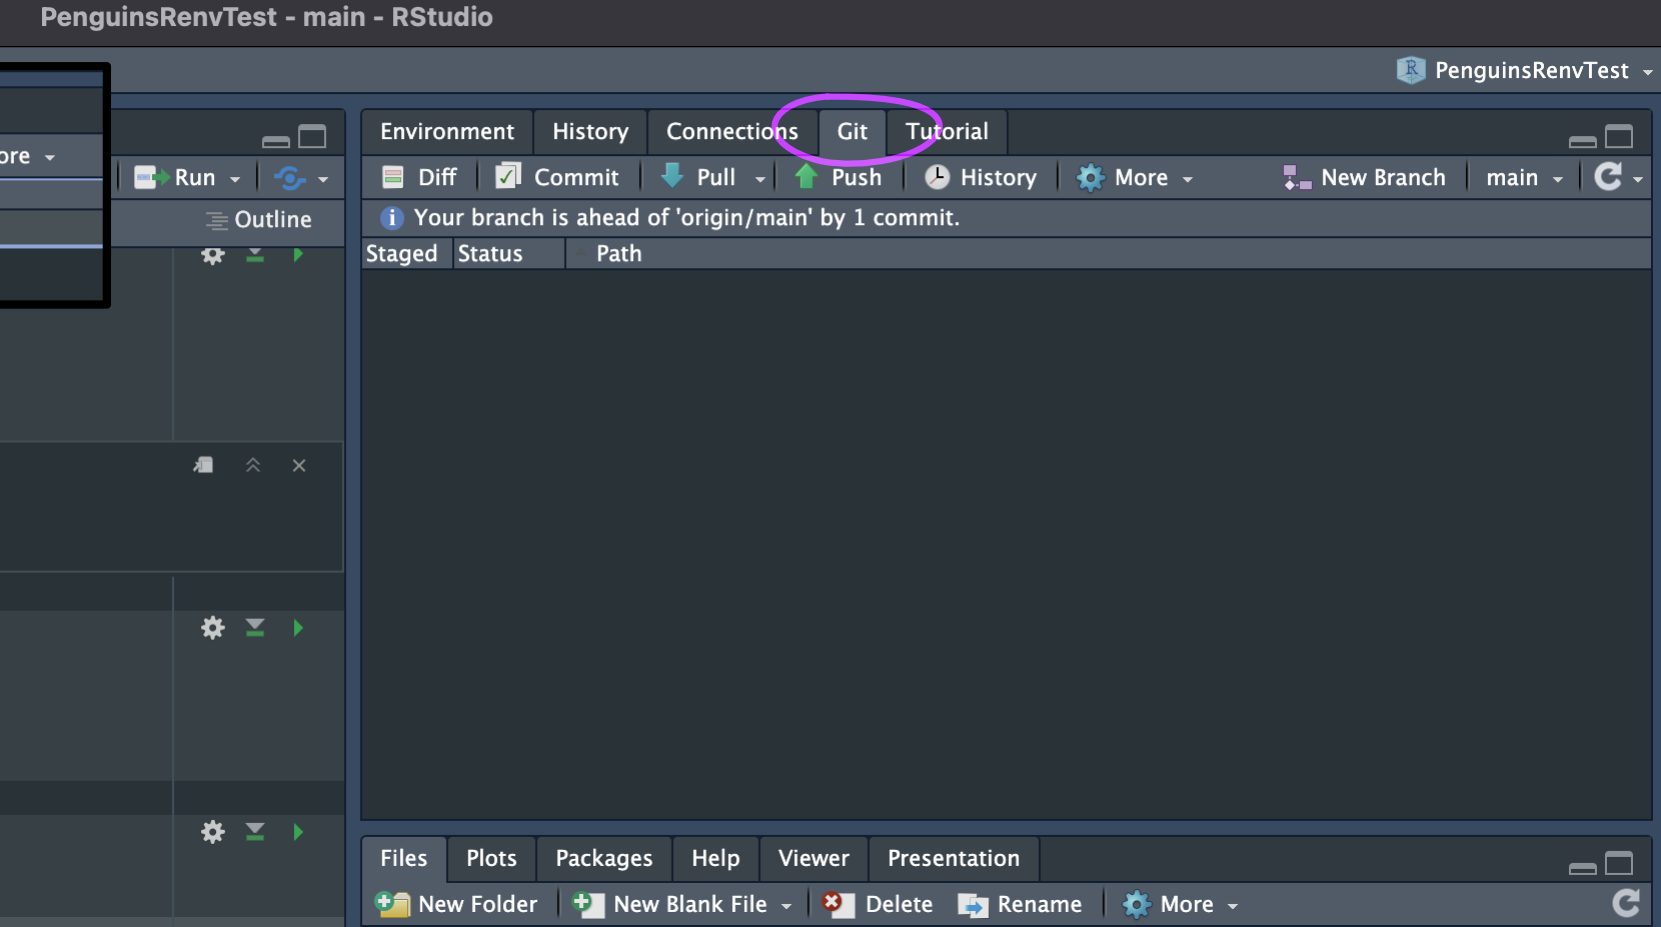 PenguinsRenvTest - main - RStudio
PenguinsRenvTest
Environment History Connections Git Tutorial
ore
Run
Diff Commit Pull Push History More New Branch main
Outline
Your branch is ahead of 'origin/main' by 1 commit.
Staged Status Path
Files Plots Packages Help Viewer Presentation
New Folder New Blank File Delete Rename More